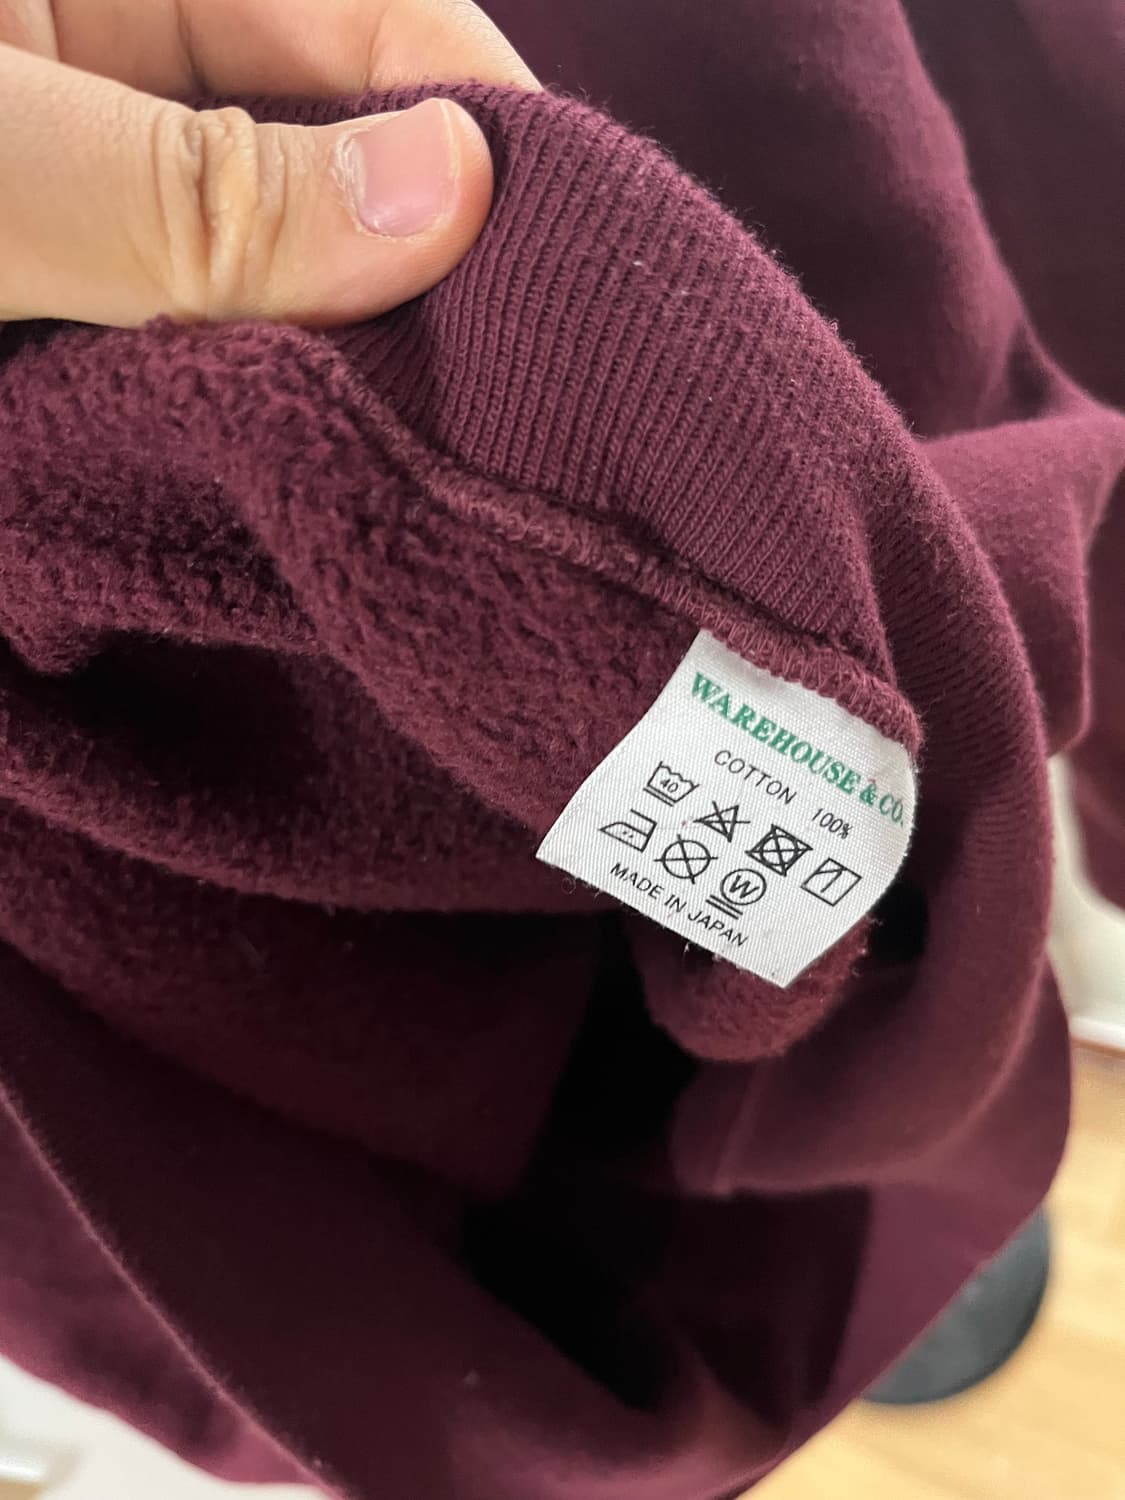 WAREHOUSE & CO.
COTTON 100%
40
W
MADE IN JAPAN